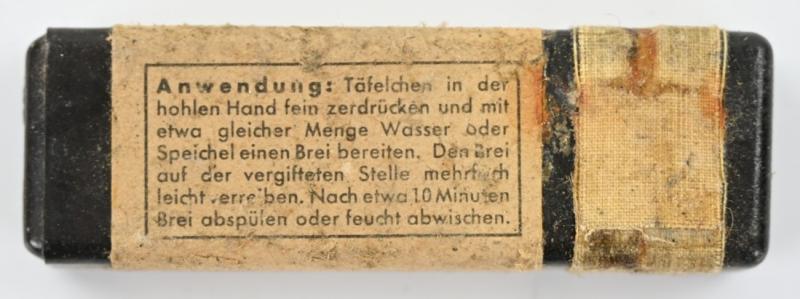 Anwendung: Täfelchen in der
hohlen Hand fein zerdrücken und mit
etwa gleicher Menge Wasser oder
Speichel einen Brei bereiten. Den Brei
auf der vergifteten Stelle mehrfach
leicht verreiben. Nach etwa 10 Minuten
Brei abspülen oder feucht abwischen.